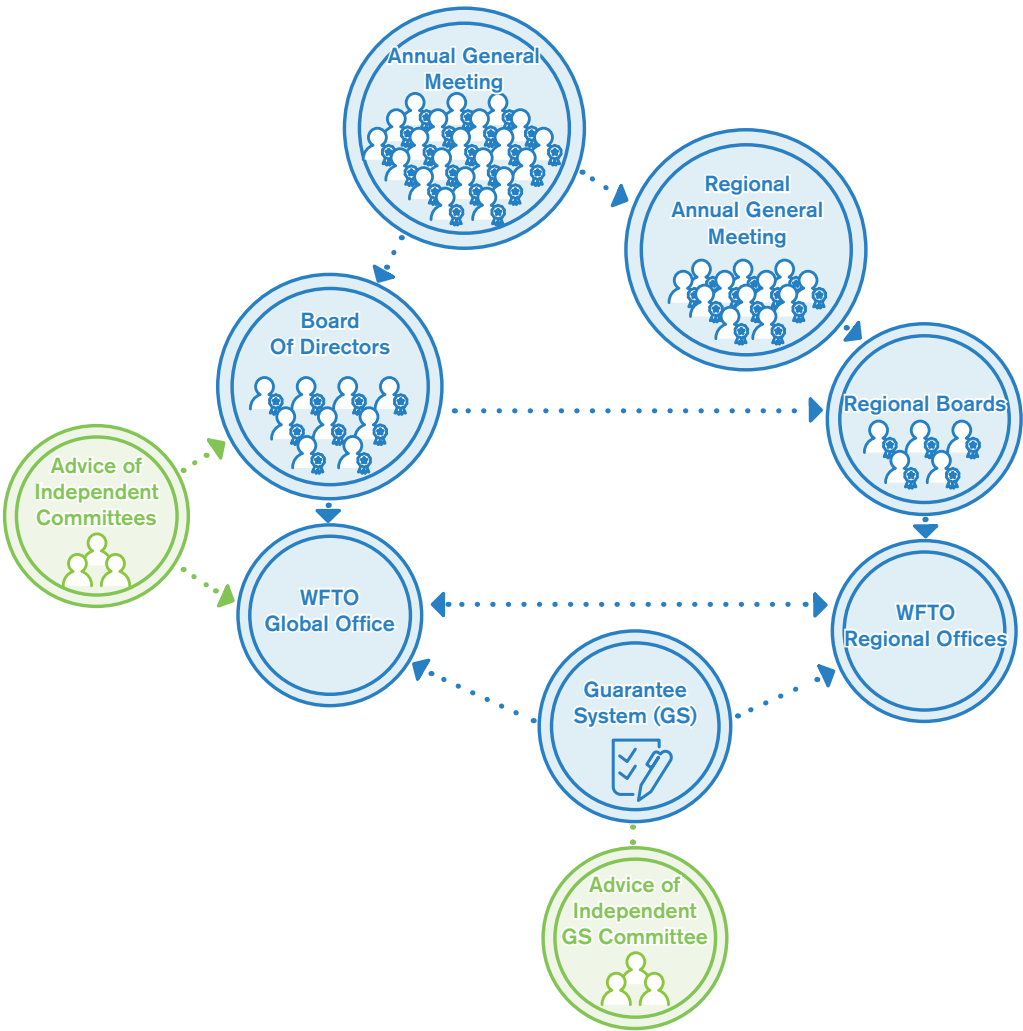 Annual General
Meeting
Regional
Annual General
Meeting
Board
Of Directors
Regional Boards
Advice of
Independent
Committees
WFTO
Global Office
WFTO
Regional Offices
Guarantee
System (GS)
Advice of
Independent
GS Committee